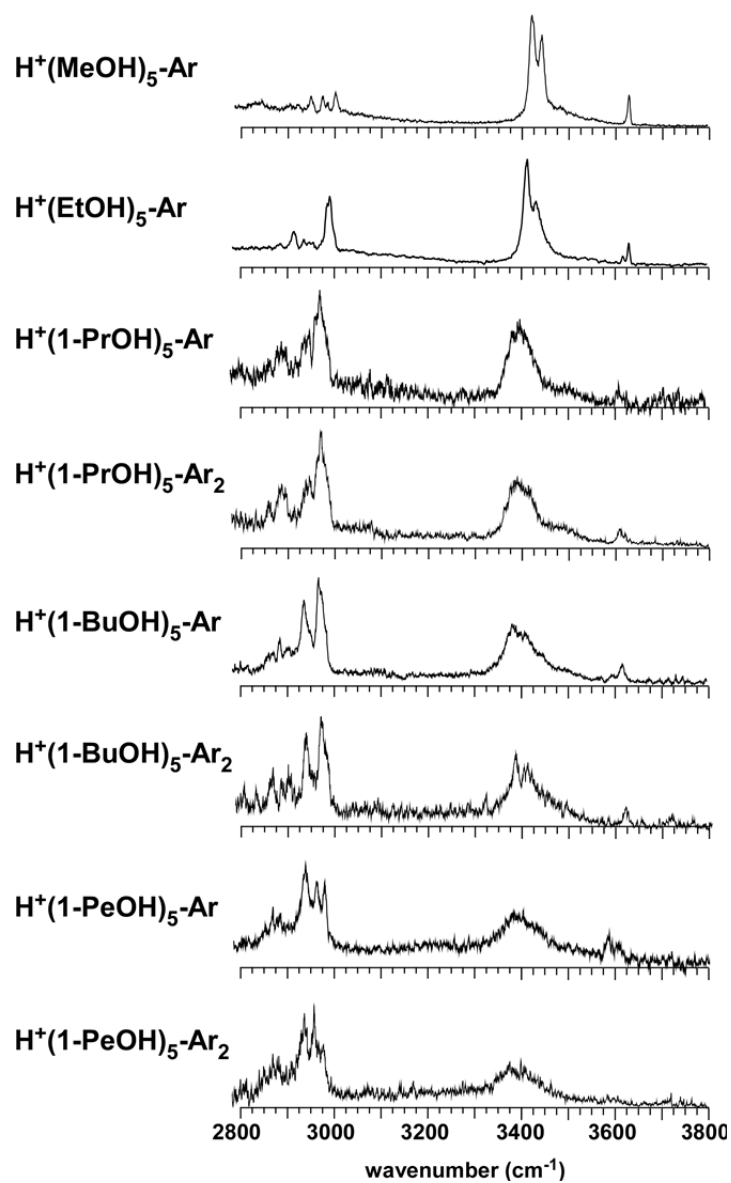 H⁺(MeOH)₅-Ar
H⁺(EtOH)₅-Ar
H⁺(1-PrOH)₅-Ar
H⁺(1-PrOH)₅-Ar₂
H⁺(1-BuOH)₅-Ar
H⁺(1-BuOH)₅-Ar₂
H⁺(1-PeOH)₅-Ar
H⁺(1-PeOH)₅-Ar₂
2800 3000 3200 3400 3600 3800
wavenumber (cm⁻¹)